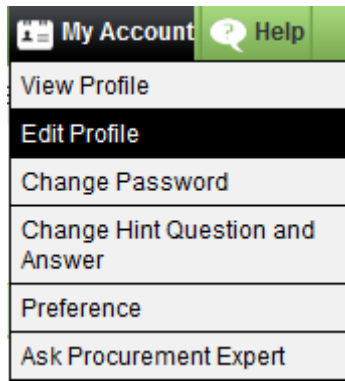 My Account Help
View Profile
Edit Profile
Change Password
Change Hint Question and
Answer
Preference
Ask Procurement Expert